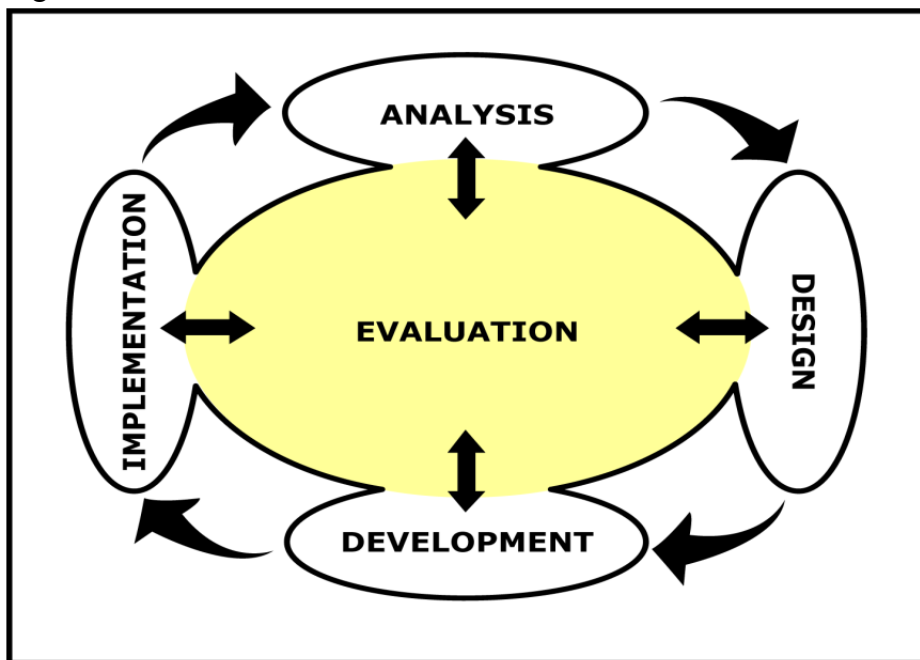 ANALYSIS
IMPLEMENTATION
EVALUATION
DESIGN
DEVELOPMENT